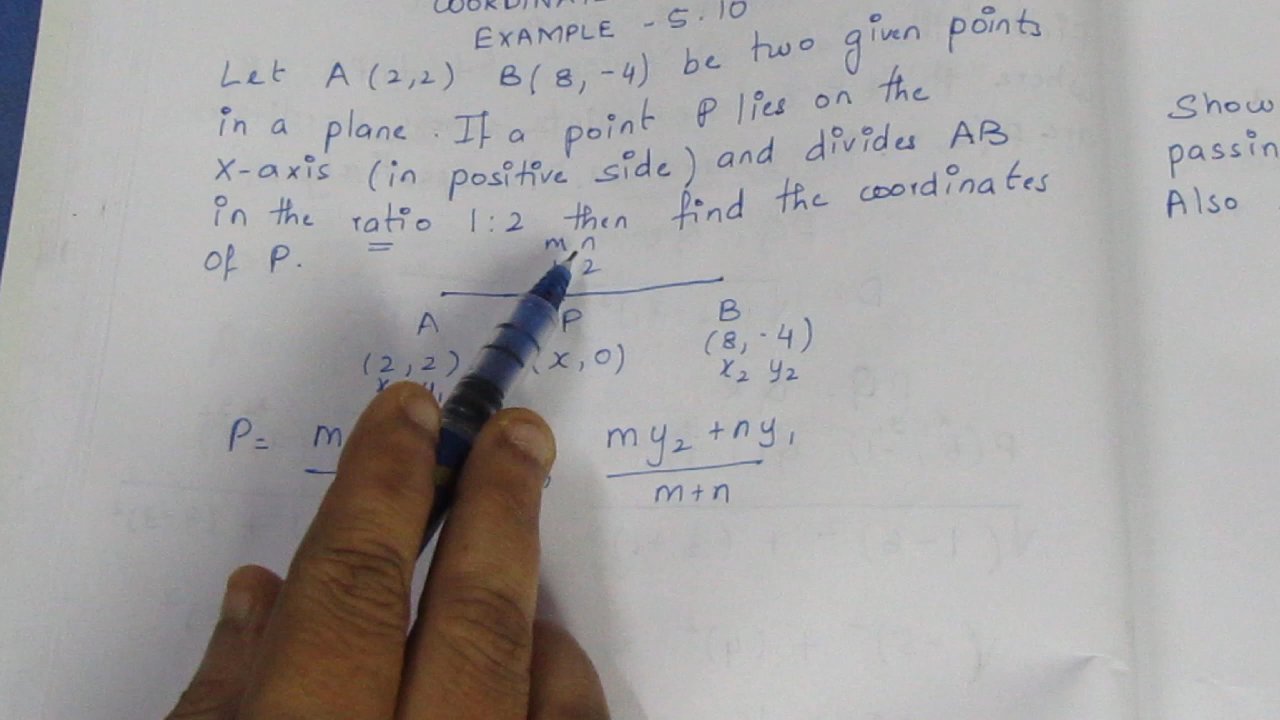 EXAMPLE - 5.10
Let A (2,2) B( 8, -4) be two given points
in a plane. If a point P lies on the
X-axis (in positive side) and divides AB
in the ratio 1:2 then find the coordinates
of P.
m n
2
A P B
(2,2) (x,0) (8,-4)
x₂ y₂
P= m my₂ + ny₁
m+n
Show
Also